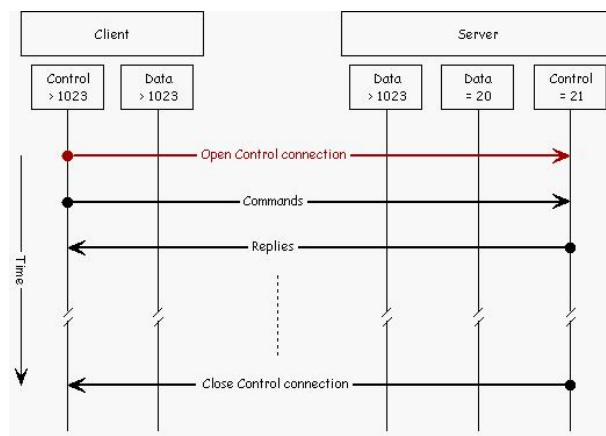 Client
Server
Control
> 1023
Data
> 1023
Data
> 1023
Data
= 20
Control
= 21
Open Control connection
Commands
Replies
Time
Close Control connection